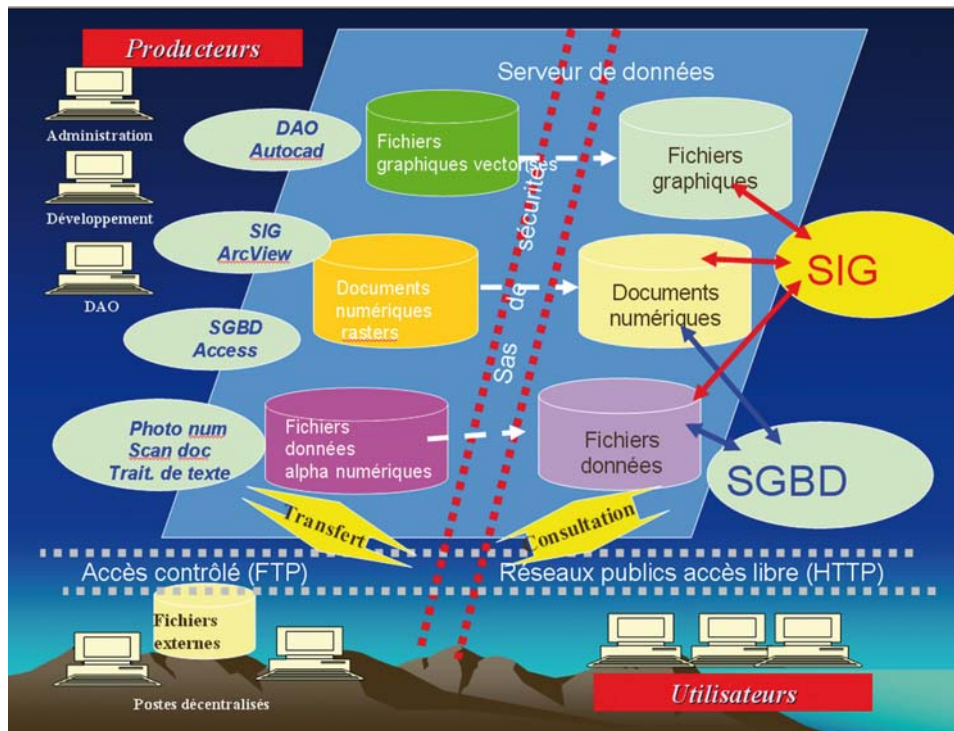 Producteurs
Serveur de données
Administration
DAO
Autocad
Fichiers
graphiques vectorisés
Fichiers
graphiques
Développement
SIG
ArcView
Sas de sécurité
SIG
DAO
Documents
numériques
rasters
Documents
numériques
SGBD
Access
Photo num
Scan doc
Trait. de texte
Fichiers
données
alpha numériques
Fichiers
données
SGBD
Transfert
Consultation
Accès contrôlé (FTP)
Réseaux publics accès libre (HTTP)
Fichiers
externes
Postes décentralisés
Utilisateurs